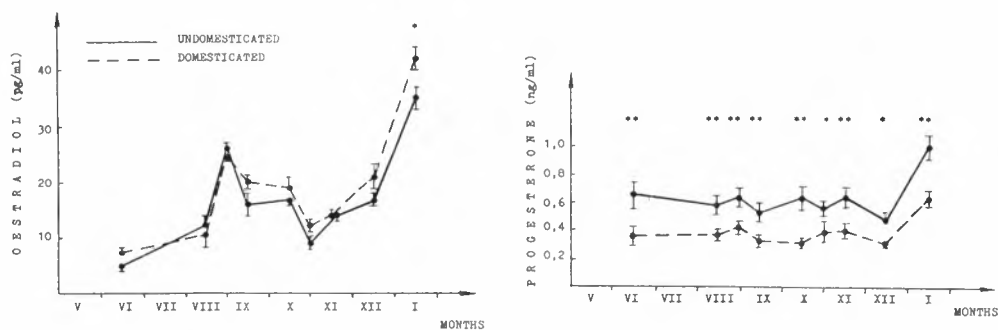 OESTRADIOL (pg/ml)
UNDOMESTICATED
DOMESTICATED
*
40
30
20
10
V VI VII VIII IX X XI XII I
MONTHS
PROGESTERONE (ng/ml)
** *** ** ** ** * ** * **
1,0
0,8
0,6
0,4
0,2
V VI VII VIII IX X XI XII I
MONTHS